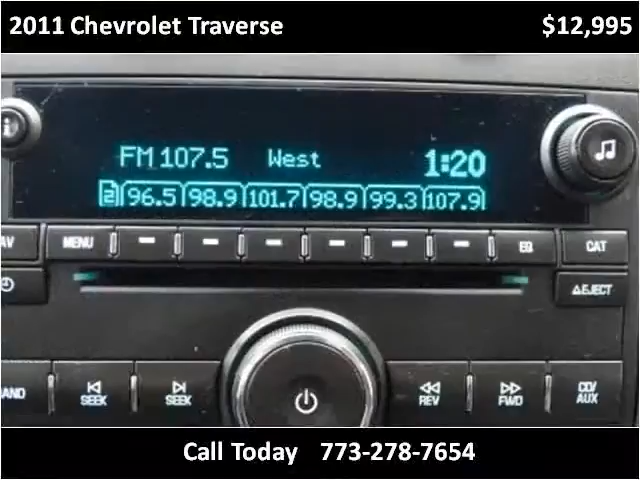 2011 Chevrolet Traverse $12,995
FM 107.5 West 1:20
2 96.5 98.9 101.7 98.9 99.3 107.9
AV MENU EQ CAT
EJECT
AND SEEK SEEK REV FWD CD/
AUX
Call Today 773-278-7654